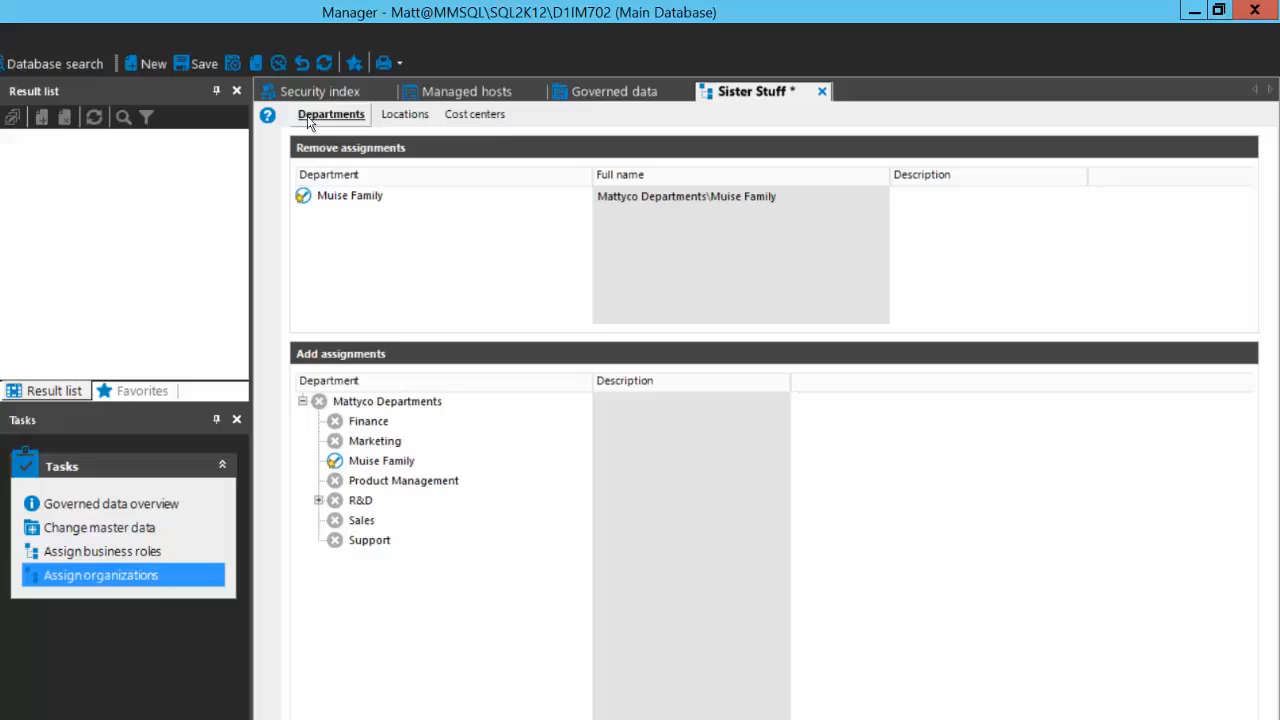 Manager - Matt@MMSQL\SQL2K12\D1IM702 (Main Database)
Database search New Save
Result list
Security index Managed hosts Governed data Sister Stuff *
Departments Locations Cost centers
Remove assignments
Department Full name Description
Muise Family Mattyco Departments\Muise Family
Add assignments
Department Description
Mattyco Departments
Finance
Marketing
Muise Family
Product Management
R&D
Sales
Support
Result list Favorites
Tasks
Tasks
Governed data overview
Change master data
Assign business roles
Assign organizations